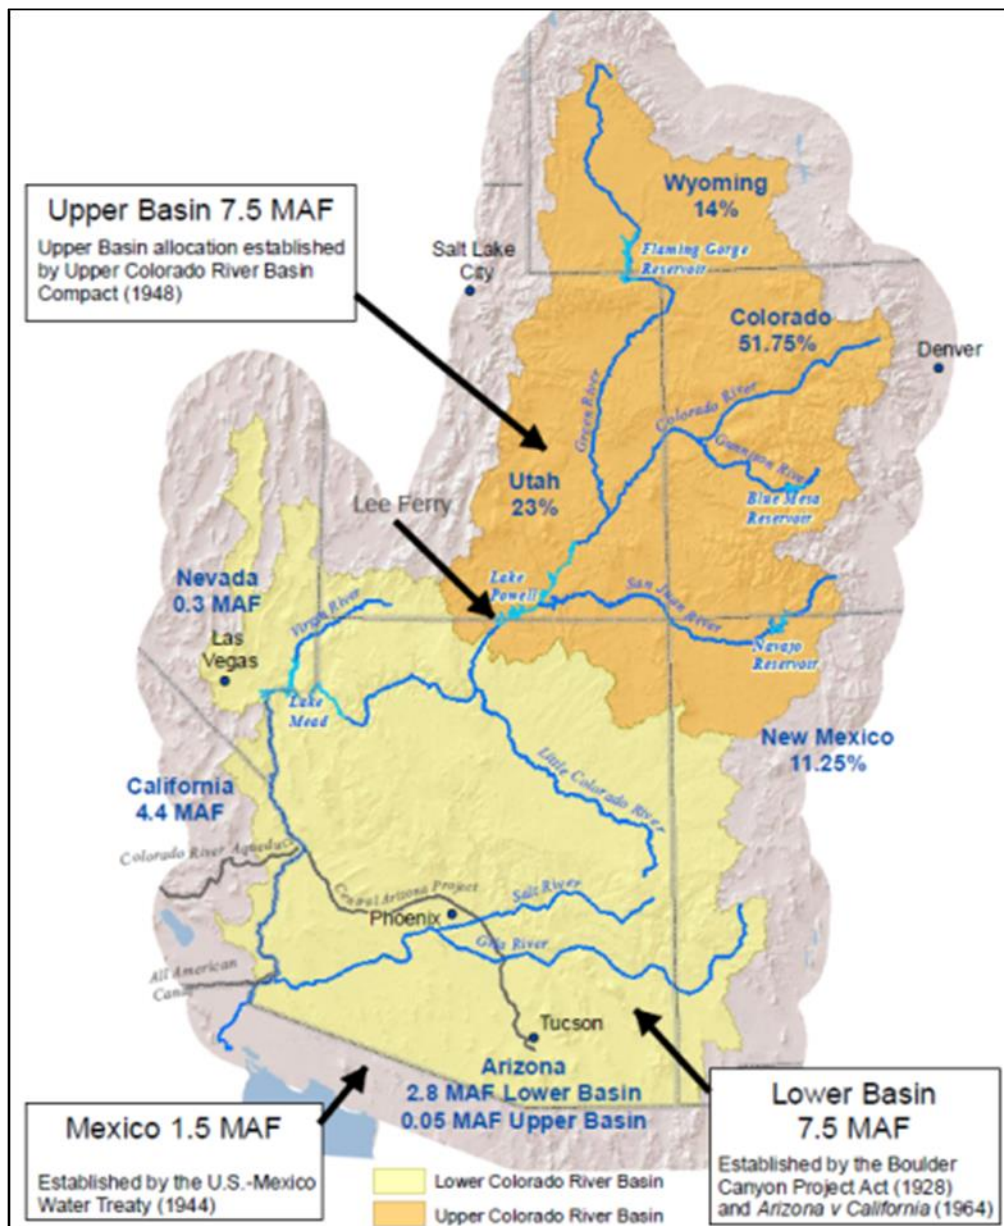 Wyoming
14%
Upper Basin 7.5 MAF
Upper Basin allocation established
by Upper Colorado River Basin
Compact (1948)
Salt Lake
City
Flaming Gorge
Reservoir
Colorado
51.75%
Denver
Green River
Colorado River
Gunnison River
Blue Mesa
Reservoir
Utah
23%
Lee Ferry
Lake
Powell
San Juan River
Navajo
Reservoir
Nevada
0.3 MAF
Virgin River
Las
Vegas
Lake
Mead
New Mexico
11.25%
Little Colorado River
California
4.4 MAF
Colorado River Aqueduct
Central Arizona Project
Phoenix
Salt River
Gila River
All American
Canal
Tucson
Arizona
2.8 MAF Lower Basin
0.05 MAF Upper Basin
Mexico 1.5 MAF
Established by the U.S.-Mexico
Water Treaty (1944)
Lower Basin
7.5 MAF
Established by the Boulder
Canyon Project Act (1928)
and Arizona v California (1964)
Lower Colorado River Basin
Upper Colorado River Basin